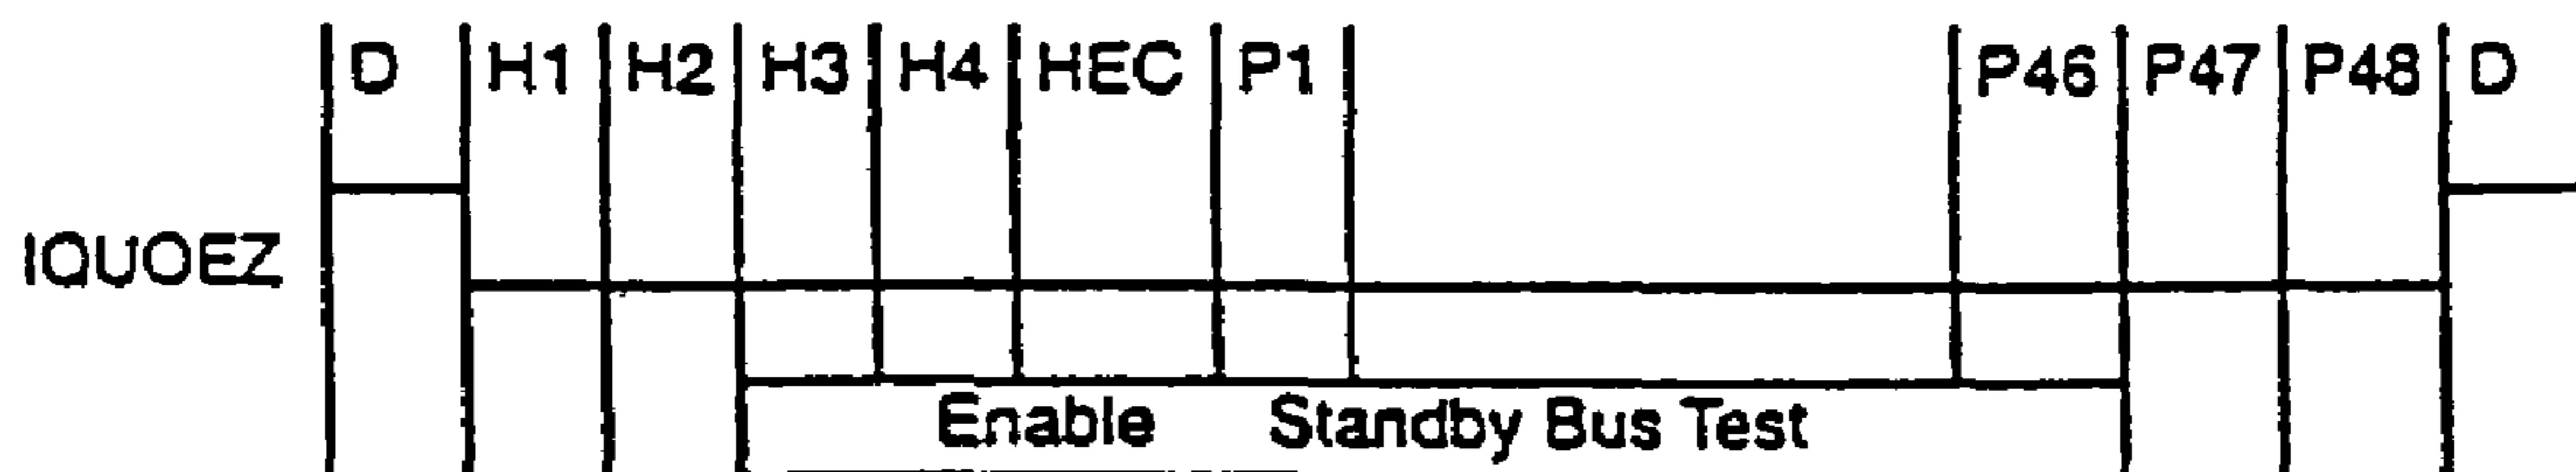 D H1 H2 H3 H4 HEC P1 P46 P47 P48 D
IQUOEZ
Enable Standby Bus Test